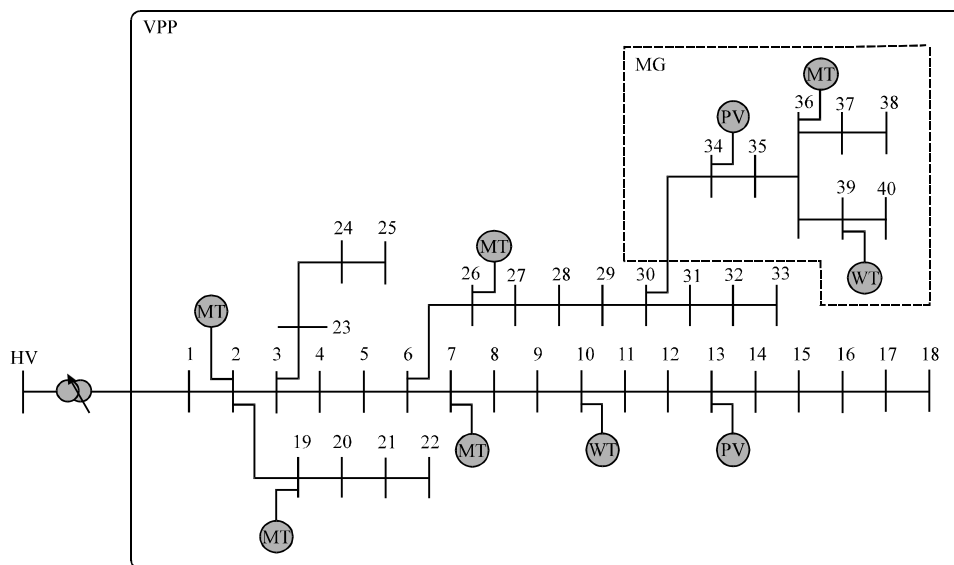 VPP
MG
MT
36 37 38
PV
34 35
39 40
24 25
MT
26 27 28 29 30 31 32 33
WT
MT
23
HV
1 2 3 4 5 6 7 8 9 10 11 12 13 14 15 16 17 18
19 20 21 22
MT WT PV
MT